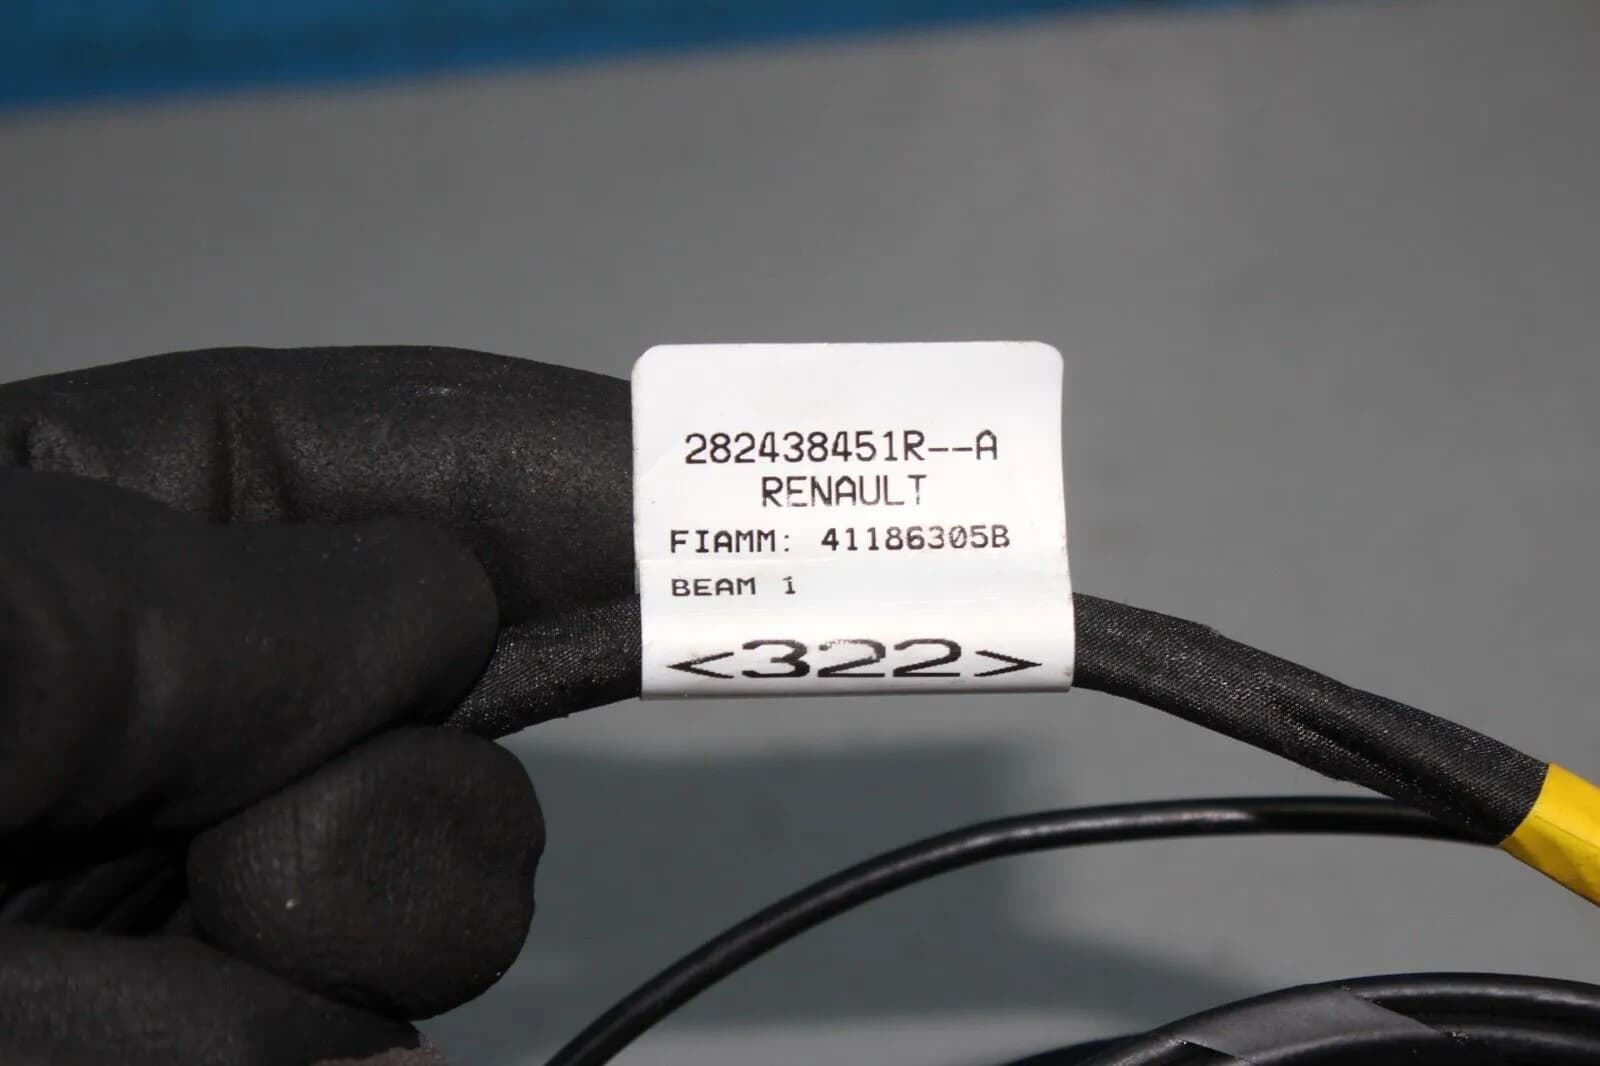 282438451R--A
RENAULT
FIAMM: 41186305B
BEAM 1
<322>